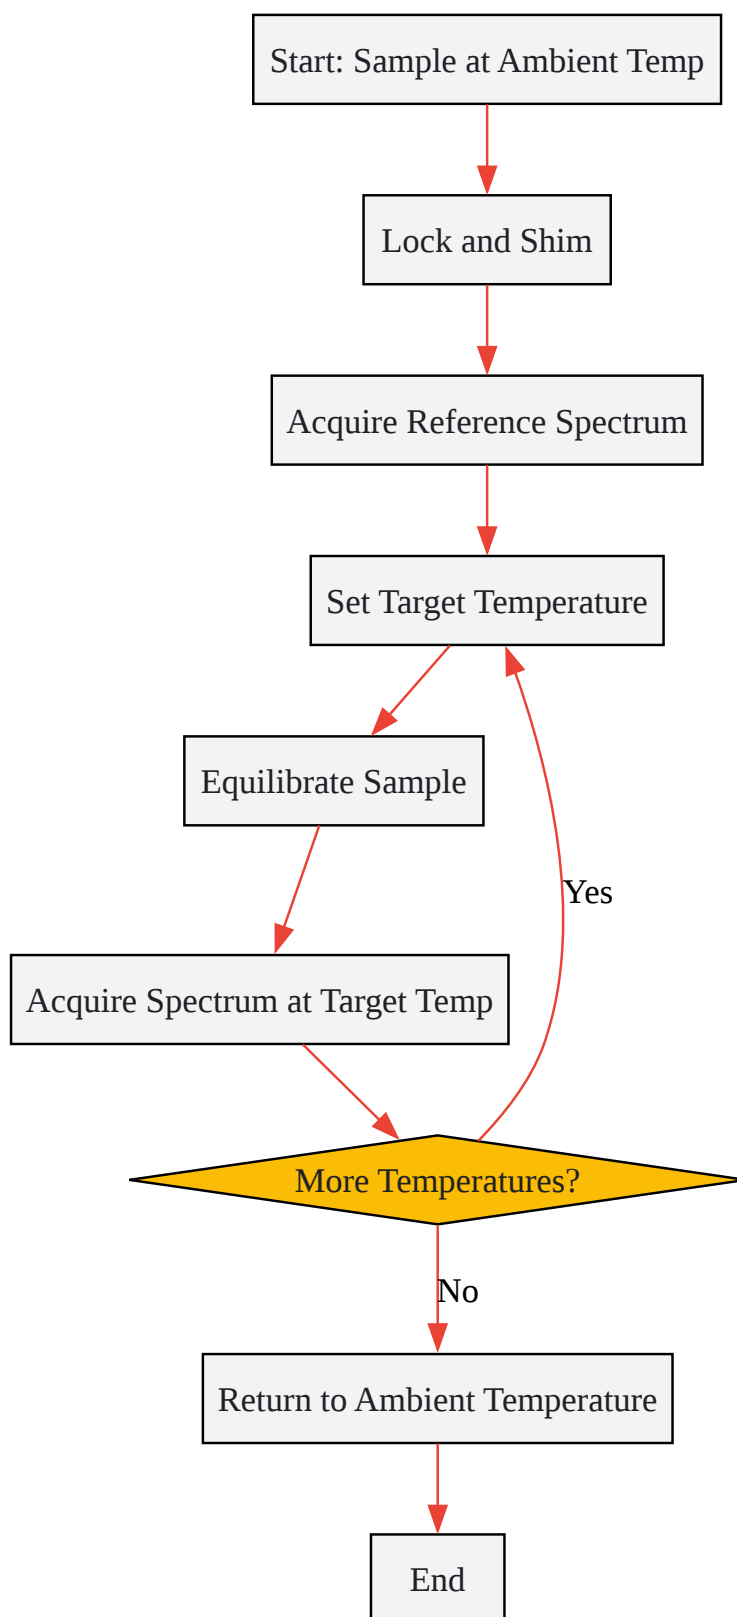 Start: Sample at Ambient Temp
Lock and Shim
Acquire Reference Spectrum
Set Target Temperature
Equilibrate Sample
Yes
Acquire Spectrum at Target Temp
More Temperatures?
No
Return to Ambient Temperature
End